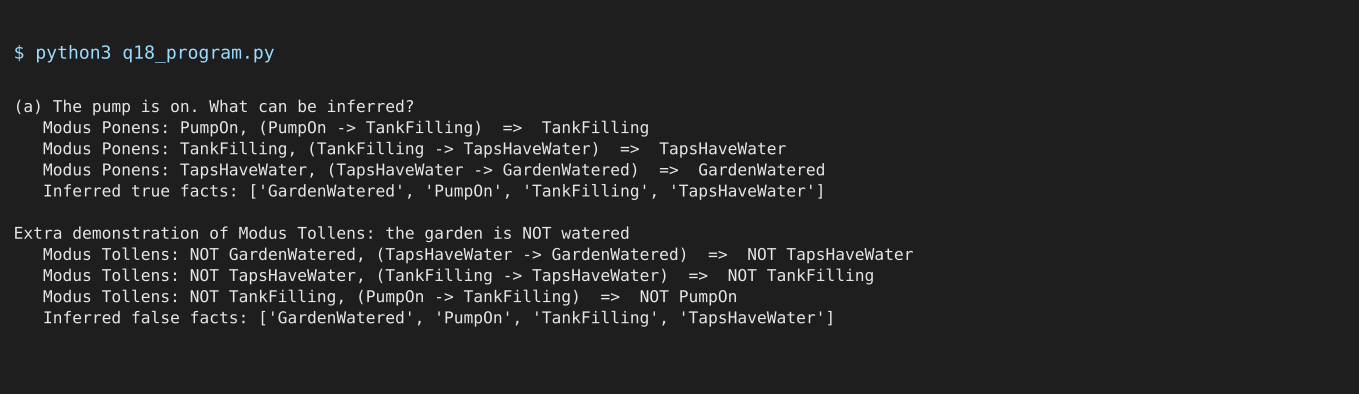 $ python3 q18_program.py
(a) The pump is on. What can be inferred?
Modus Ponens: PumpOn, (PumpOn -> TankFilling)  =>  TankFilling
Modus Ponens: TankFilling, (TankFilling -> TapsHaveWater)  =>  TapsHaveWater
Modus Ponens: TapsHaveWater, (TapsHaveWater -> GardenWatered)  =>  GardenWatered
Inferred true facts: ['GardenWatered', 'PumpOn', 'TankFilling', 'TapsHaveWater']
Extra demonstration of Modus Tollens: the garden is NOT watered
Modus Tollens: NOT GardenWatered, (TapsHaveWater -> GardenWatered)  =>  NOT TapsHaveWater
Modus Tollens: NOT TapsHaveWater, (TankFilling -> TapsHaveWater)  =>  NOT TankFilling
Modus Tollens: NOT TankFilling, (PumpOn -> TankFilling)  =>  NOT PumpOn
Inferred false facts: ['GardenWatered', 'PumpOn', 'TankFilling', 'TapsHaveWater']